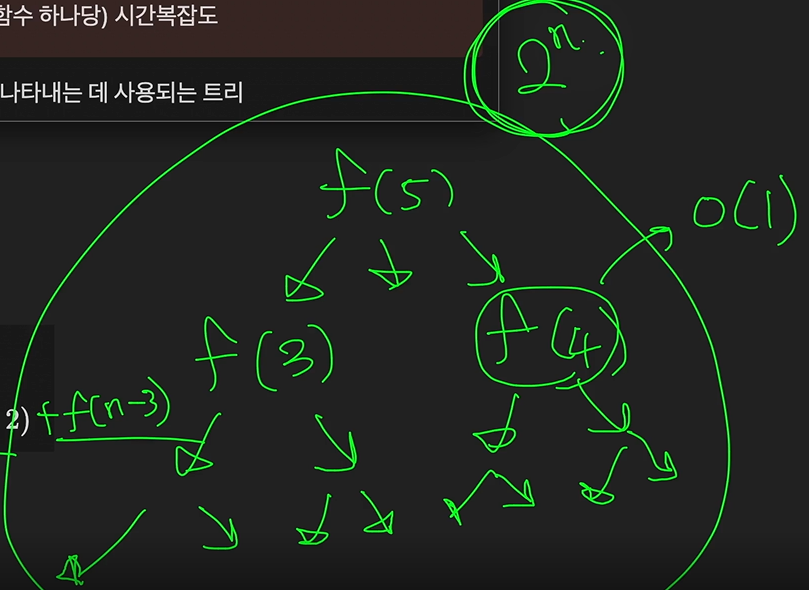 함수 하나당) 시간복잡도
2ⁿ
나타내는 데 사용되는 트리
f(5)
O(1)
f(3)
f(4)
2) + f(n-3)